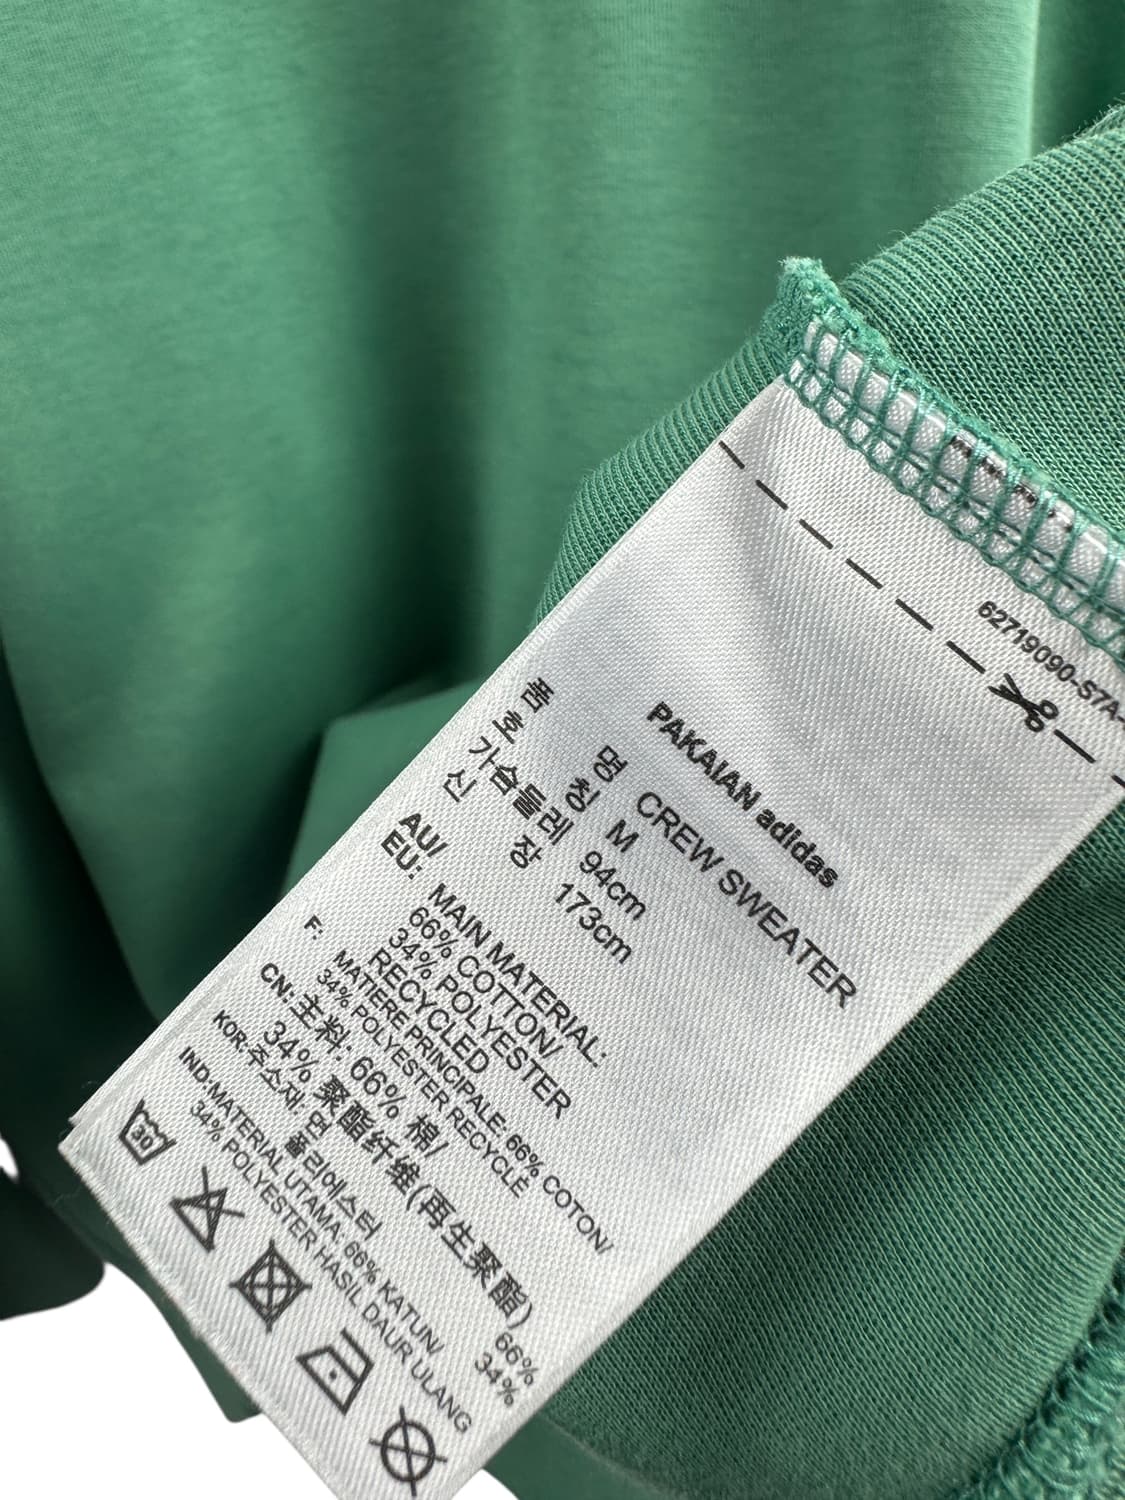 62719090-S7A-
PAKAIAN adidas
품 명 CREW SWEATER
호 칭 M
가슴둘레 94cm
신 장 173cm
AU/
EU: MAIN MATERIAL:
66% COTTON/
34% POLYESTER
RECYCLED
F: MATIERE PRINCIPALE: 66% COTON/
34% POLYESTER RECYCLÉ
CN: 主料: 66% 棉/
34% 聚酯纤维(再生聚酯)
KOR: 주소재: 면 66%
폴리에스터 34%
IND:MATERIAL UTAMA: 66% KATUN/
34% POLYESTER HASIL DAUR ULANG
30